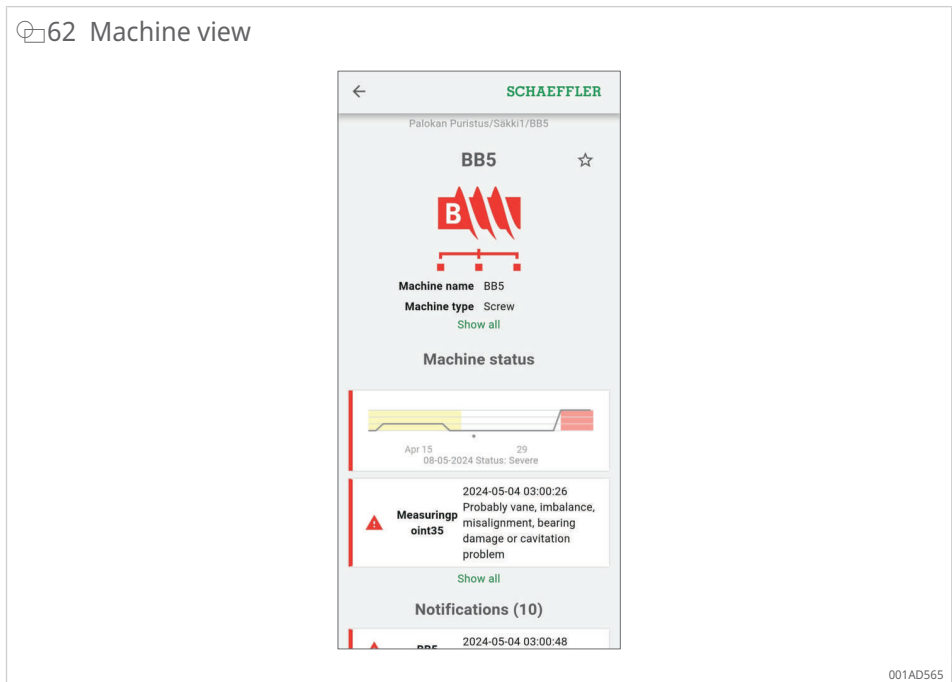 62 Machine view
SCHAEFFLER
Palokan Puristus/Säkki1/BB5
BB5
B
Machine name BB5
Machine type Screw
Show all
Machine status
Apr 15 29
08-05-2024 Status: Severe
2024-05-04 03:00:26
Measuringp
oint35
Probably vane, imbalance,
misalignment, bearing
damage or cavitation
problem
Show all
Notifications (10)
BB5 2024-05-04 03:00:48
001AD565